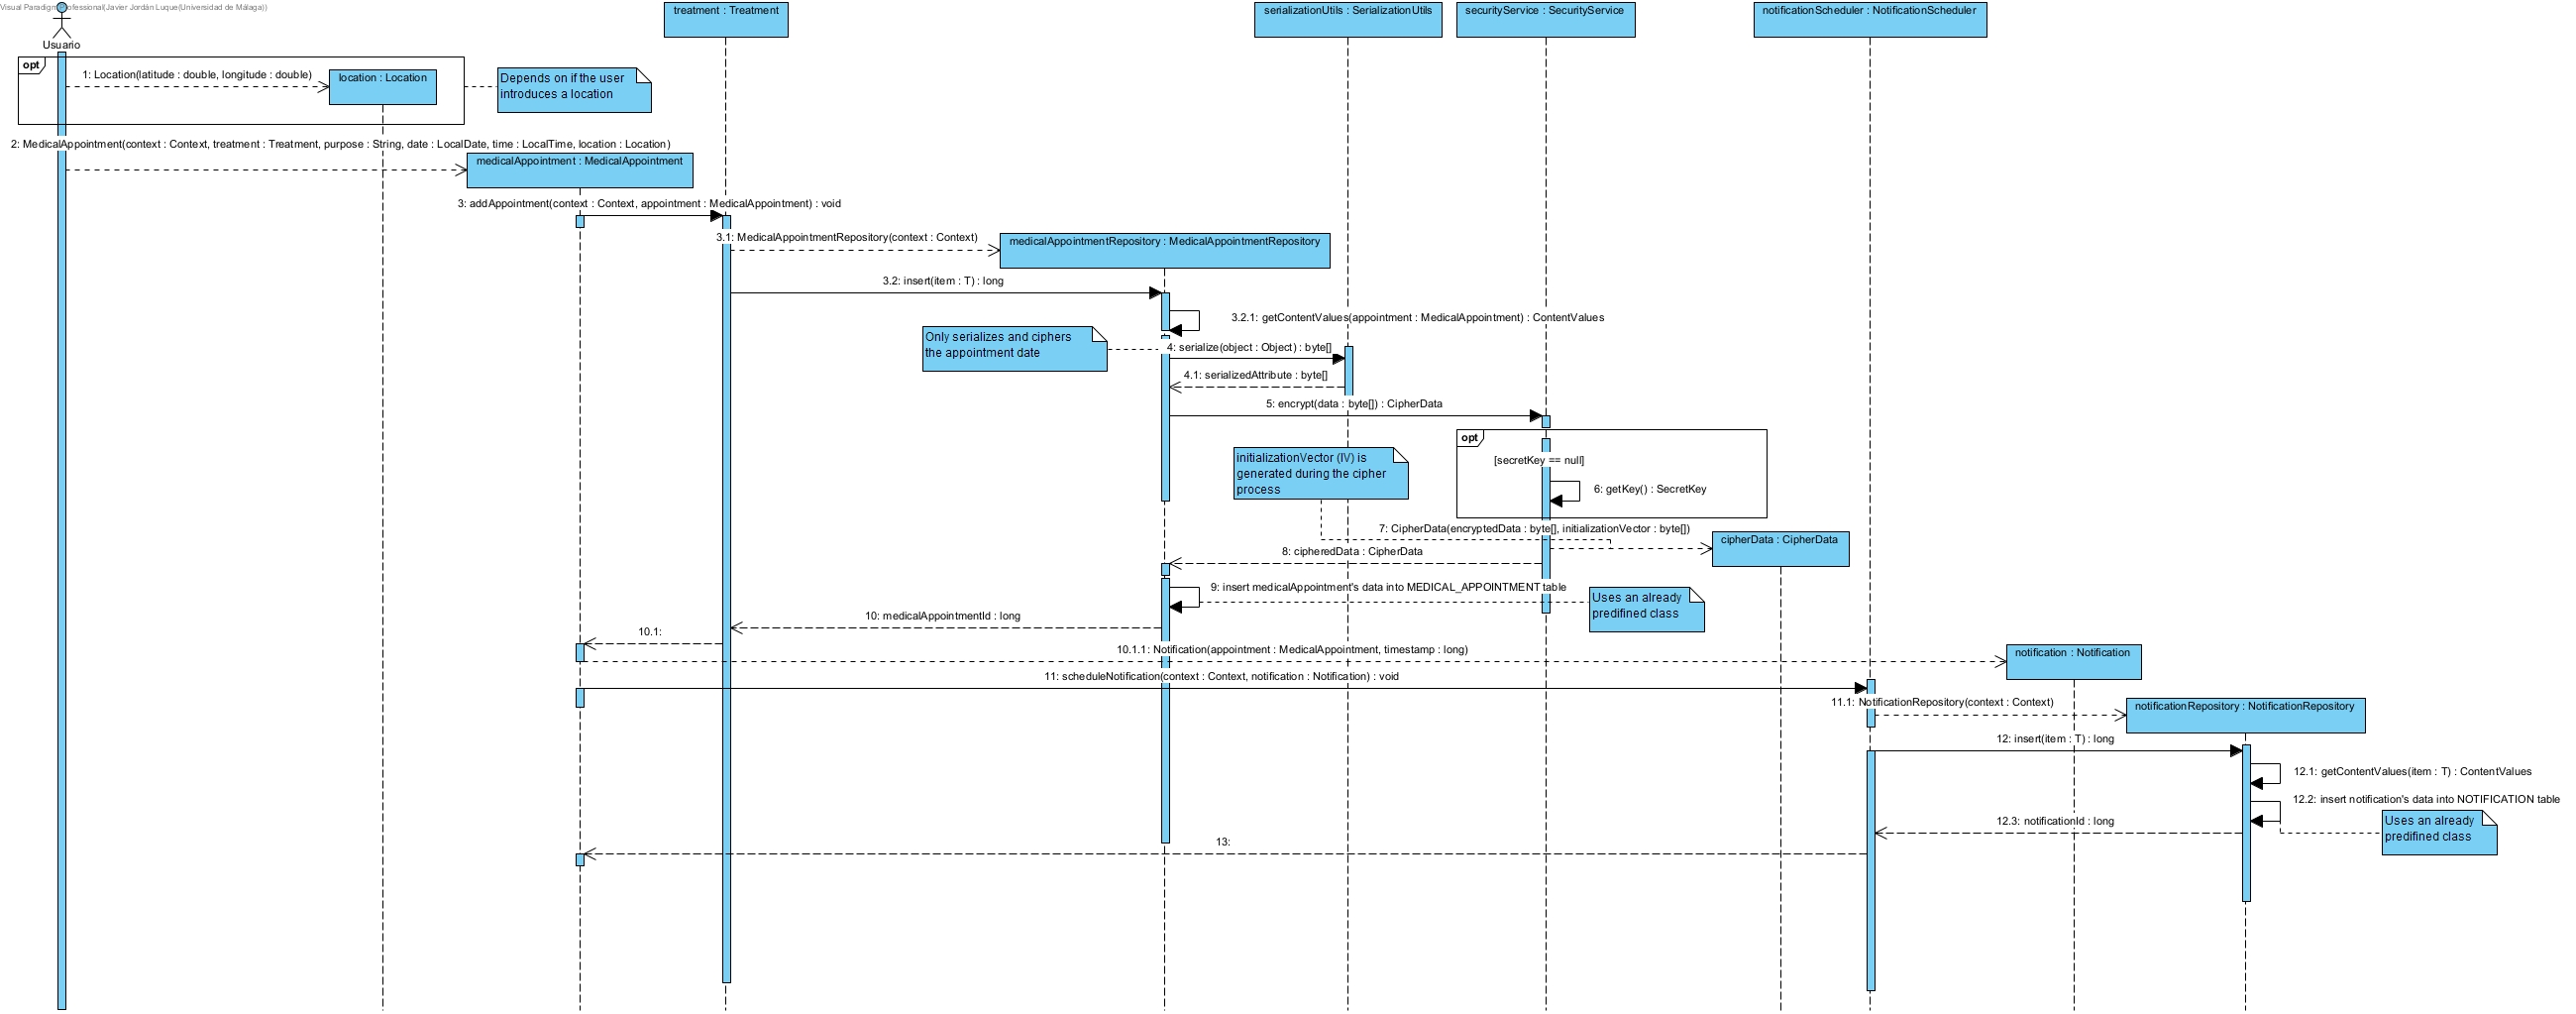 Visual Paradigm Professional(Javier Jordán Luque(Universidad de Málaga))
Usuario
treatment : Treatment
serializationUtils : SerializationUtils
securityService : SecurityService
notificationScheduler : NotificationScheduler
opt
1: Location(latitude : double, longitude : double)
location : Location
Depends on if the user
introduces a location
2: MedicalAppointment(context : Context, treatment : Treatment, purpose : String, date : LocalDate, time : LocalTime, location : Location)
medicalAppointment : MedicalAppointment
3: addAppointment(context : Context, appointment : MedicalAppointment) : void
3.1: MedicalAppointmentRepository(context : Context)
medicalAppointmentRepository : MedicalAppointmentRepository
3.2: insert(item : T) : long
3.2.1: getContentValues(appointment : MedicalAppointment) : ContentValues
Only serializes and ciphers
the appointment date
4: serialize(object : Object) : byte[]
4.1: serializedAttribute : byte[]
5: encrypt(data : byte[]) : CipherData
opt
[secretKey == null]
initializationVector (IV) is
generated during the cipher
process
6: getKey() : SecretKey
7: CipherData(encryptedData : byte[], initializationVector : byte[])
cipherData : CipherData
8: cipheredData : CipherData
9: insert medicalAppointment's data into MEDICAL_APPOINTMENT table
Uses an already
predifined class
10: medicalAppointmentId : long
10.1:
10.1.1: Notification(appointment : MedicalAppointment, timestamp : long)
notification : Notification
11: scheduleNotification(context : Context, notification : Notification) : void
11.1: NotificationRepository(context : Context)
notificationRepository : NotificationRepository
12: insert(item : T) : long
12.1: getContentValues(item : T) : ContentValues
12.2: insert notification's data into NOTIFICATION table
Uses an already
predifined class
12.3: notificationId : long
13: